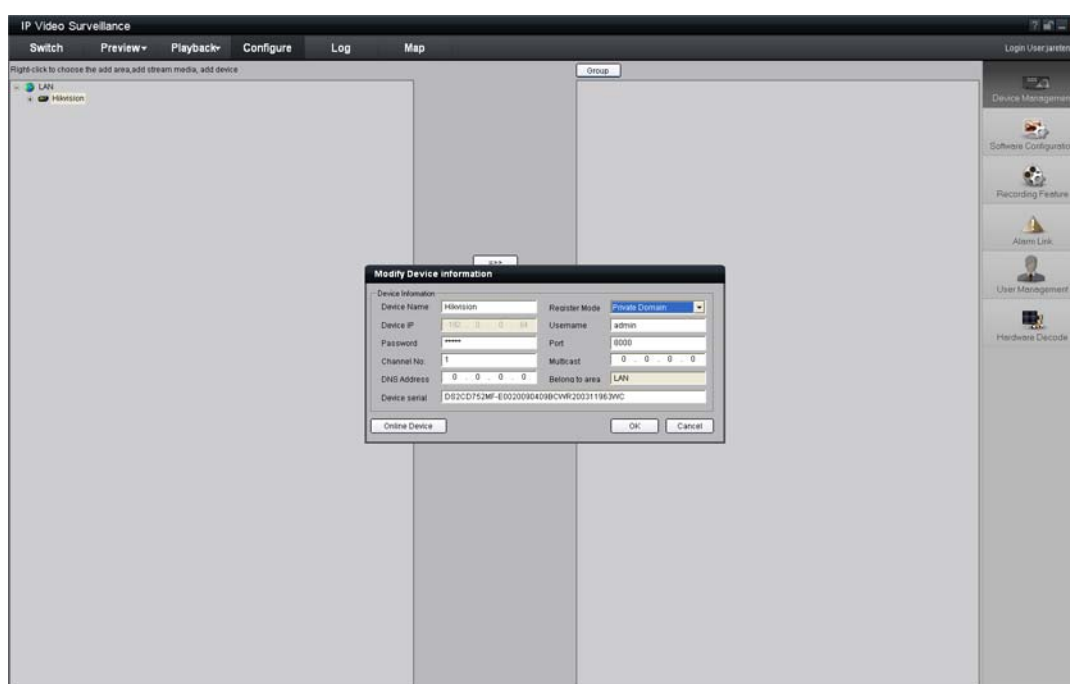 IP Video Surveillance
Switch Preview Playback Configure Log Map
Login User:jarsten
Right-click to choose the add area,add stream media, add device
Group
LAN
Hikvision
Device Management
Software Configuratio
Recording Feature
Alarm Link
User Management
Hardware Decode
Modify Device information
Device Information
Device Name Hikvision Register Mode Private Domain
Device IP Username admin
Password ***** Port 8000
Channel No. 1 Multicast 0 . 0 . 0 . 0
DNS Address 0 . 0 . 0 . 0 Belong to area LAN
Device serial DS2CD752MF-E0020090409BCWR200311963WC
Online Device OK Cancel